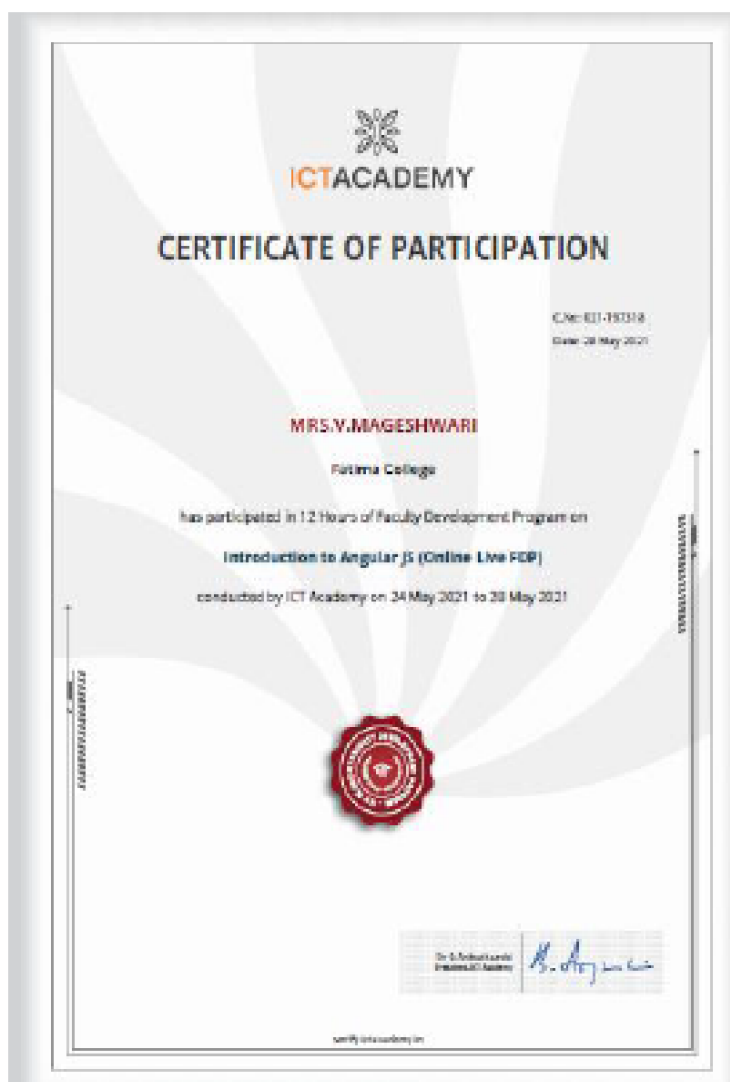 ICTACADEMY
CERTIFICATE OF PARTICIPATION
Date: 28 May 2021
MRS.V.MAGESHWARI
Fatima College
has participated in 12 Hours of Faculty Development Program on
Introduction to Angular JS (Online Live FDP)
conducted by ICT Academy on 24 May 2021 to 28 May 2021